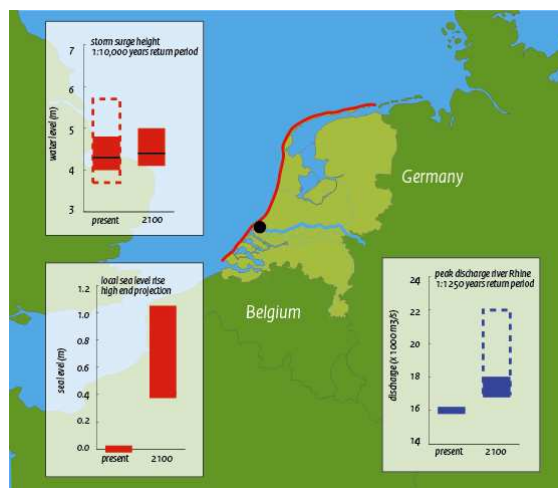 storm surge height
1:10,000 years return period
water level (m)
7
6
5
4
3
present
2100
Germany
Belgium
local sea level rise
high end projection
seal level (m)
1.2
1.0
0.8
0.6
0.4
0.2
0.0
present
2100
peak discharge river Rhine
1:1250 years return period
discharge (x 1000 m3/s)
24
22
20
18
16
14
present
2100